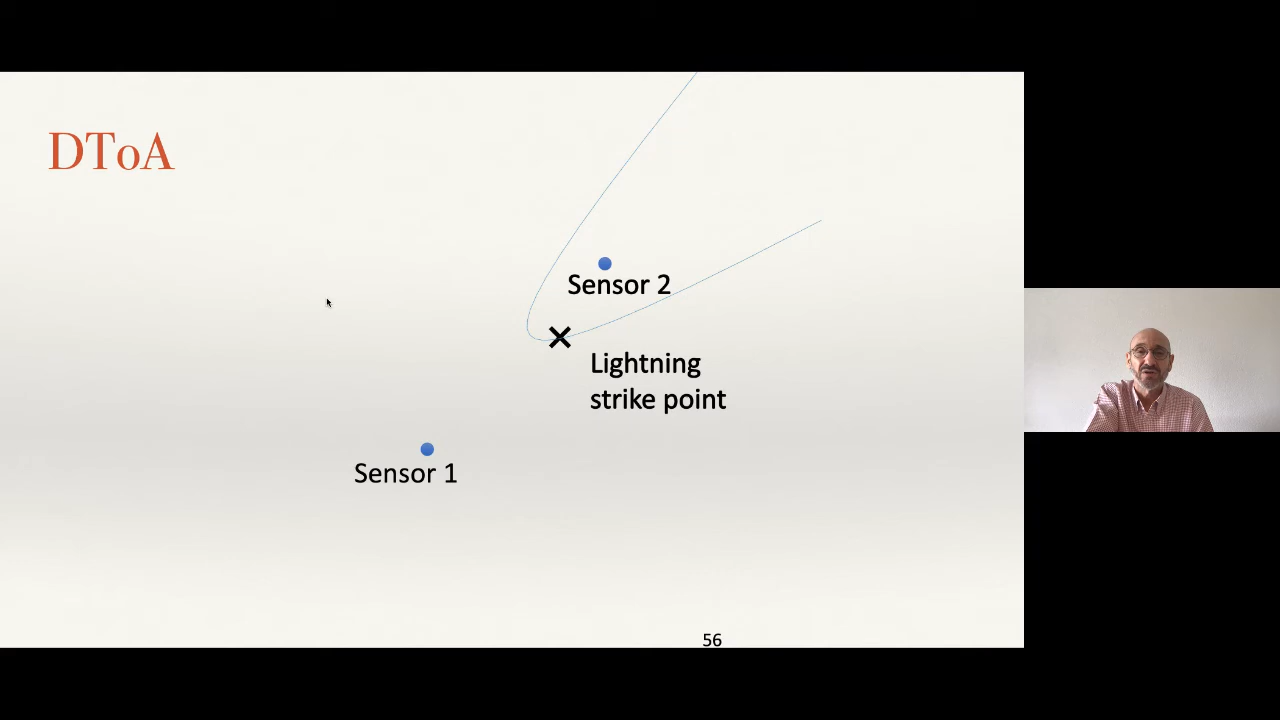 DToA
Sensor 2
Lightning
strike point
Sensor 1
56